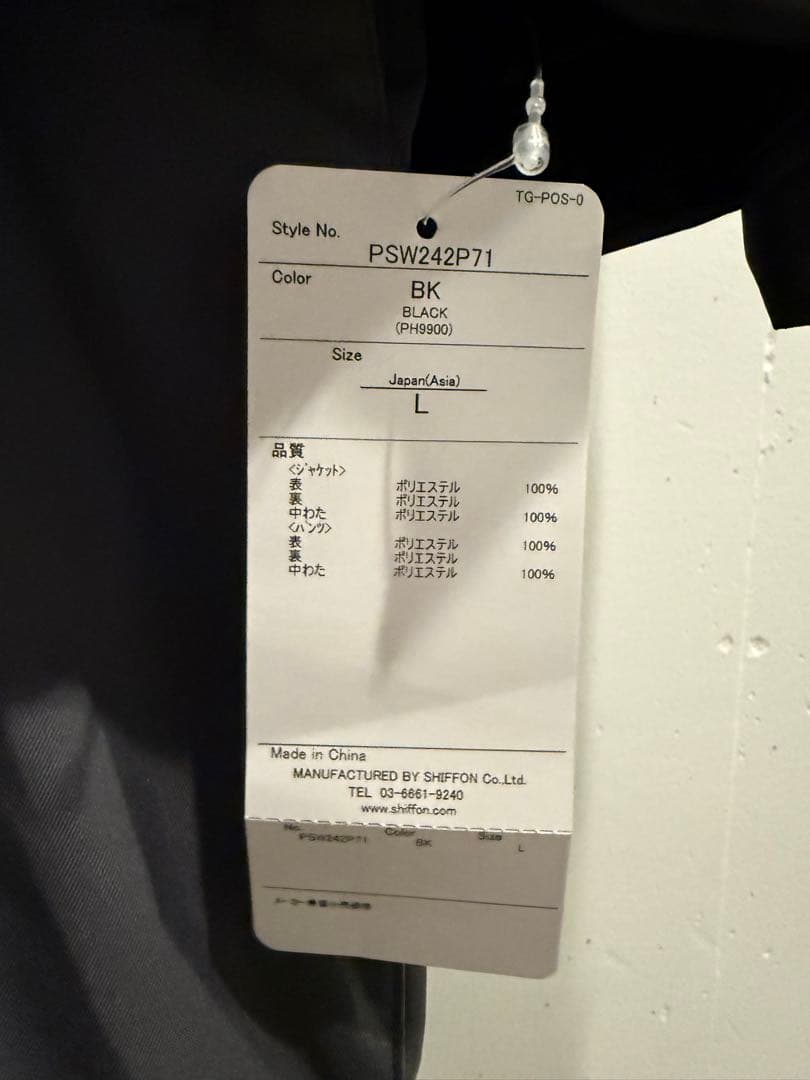 TG-POS-0
Style No.
PSW242P71
Color
BK
BLACK
(PH9900)
Size
Japan(Asia)
L
品質
<ｼﾞｬｹｯﾄ>
表 ポリエステル 100%
裏 ポリエステル
中わた ポリエステル 100%
<ﾊﾟﾝﾂ>
表 ポリエステル 100%
裏 ポリエステル
中わた ポリエステル 100%
Made in China
MANUFACTURED BY SHIFFON Co.,Ltd.
TEL 03-6661-9240
www.shiffon.com
No. Color Size
PSW242P71 BK L